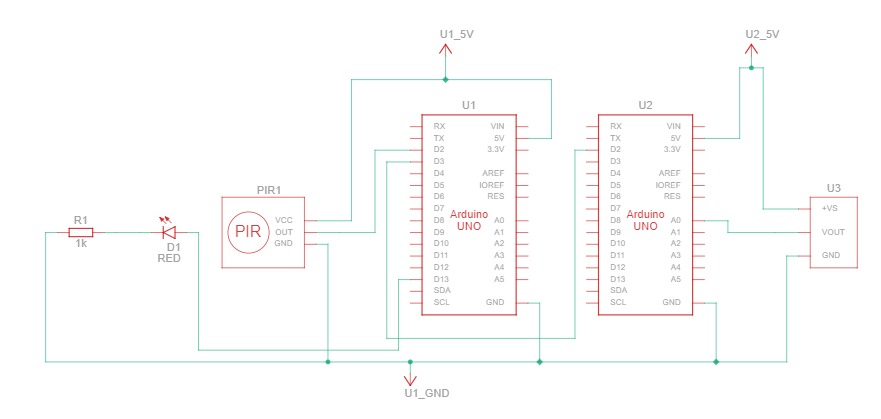 U1_5V
U2_5V
U1
U2
RX
VIN
TX
5V
D2
3.3V
D3
D4
AREF
D5
IOREF
D6
RES
D7
Arduino
UNO
D8
A0
D9
A1
D10
A2
D11
A3
D12
A4
D13
A5
SDA
SCL
GND
RX
VIN
TX
5V
D2
3.3V
D3
D4
AREF
D5
IOREF
D6
RES
D7
Arduino
UNO
D8
A0
D9
A1
D10
A2
D11
A3
D12
A4
D13
A5
SDA
SCL
GND
PIR1
PIR
VCC
OUT
GND
U3
+VS
VOUT
GND
R1
1k
D1
RED
U1_GND